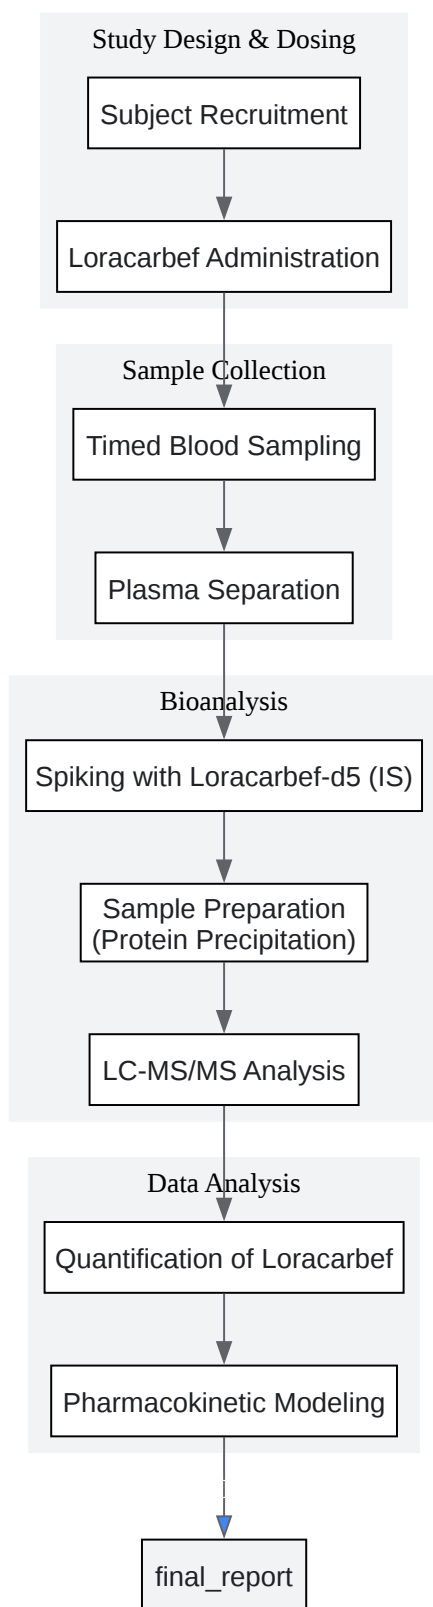 Study Design & Dosing
Subject Recruitment
Loracarbef Administration
Sample Collection
Timed Blood Sampling
Plasma Separation
Bioanalysis
Spiking with Loracarbef-d5 (IS)
Sample Preparation
(Protein Precipitation)
LC-MS/MS Analysis
Data Analysis
Quantification of Loracarbef
Pharmacokinetic Modeling
final_report